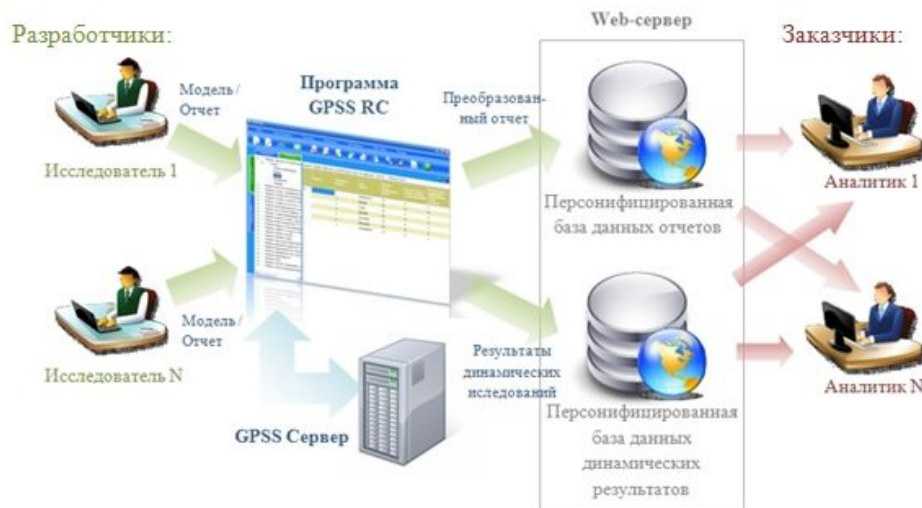 Разработчики:
Исследователь 1
Модель/
Отчет
Исследователь N
Модель/
Отчет
Программа
GPSS RC
GPSS Сервер
Преобразован-
ный отчет
Результаты
динамических
иследований
Web-сервер
Персонифицированная
база данных отчетов
Персонифицированная
база данных
динамических
результатов
Заказчики:
Аналитик 1
Аналитик N